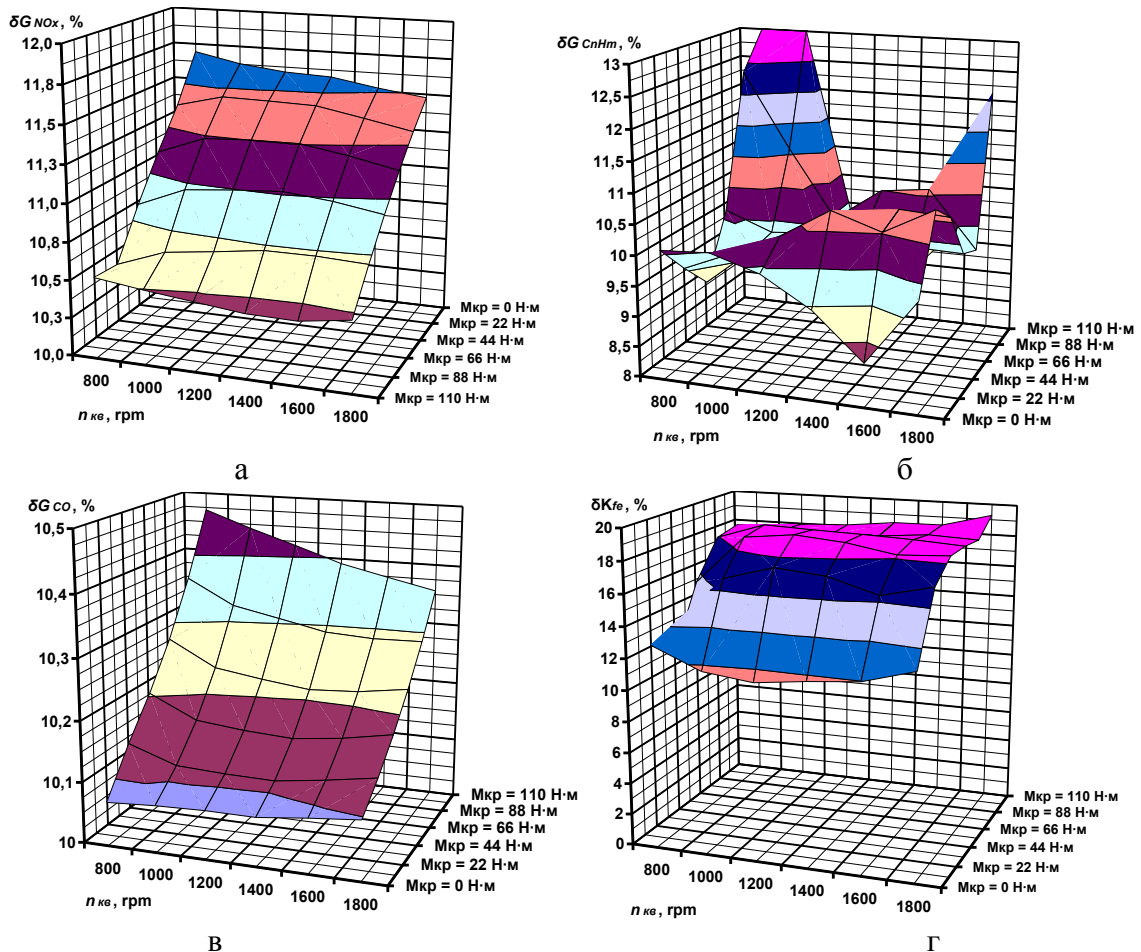 δG NOx, %
12,0
11,8
11,5
11,3
11,0
10,8
10,5
10,3
10,0
800
1000
1200
1400
1600
1800
n кв, rpm
Мкр = 0 Н·м
Мкр = 22 Н·м
Мкр = 44 Н·м
Мкр = 66 Н·м
Мкр = 88 Н·м
Мкр = 110 Н·м
а
δG CnHm, %
13
12,5
12
11,5
11
10,5
10
9,5
9
8,5
8
800
1000
1200
1400
1600
1800
n кв, rpm
Мкр = 110 Н·м
Мкр = 88 Н·м
Мкр = 66 Н·м
Мкр = 44 Н·м
Мкр = 22 Н·м
Мкр = 0 Н·м
б
δG CO, %
10,5
10,4
10,3
10,2
10,1
10
800
1000
1200
1400
1600
1800
n кв, rpm
Мкр = 110 Н·м
Мкр = 88 Н·м
Мкр = 66 Н·м
Мкр = 44 Н·м
Мкр = 22 Н·м
Мкр = 0 Н·м
в
δKfe, %
20
18
16
14
12
10
8
6
4
2
0
800
1000
1200
1400
1600
1800
n кв, rpm
Мкр = 110 Н·м
Мкр = 88 Н·м
Мкр = 66 Н·м
Мкр = 44 Н·м
Мкр = 22 Н·м
Мкр = 0 Н·м
г